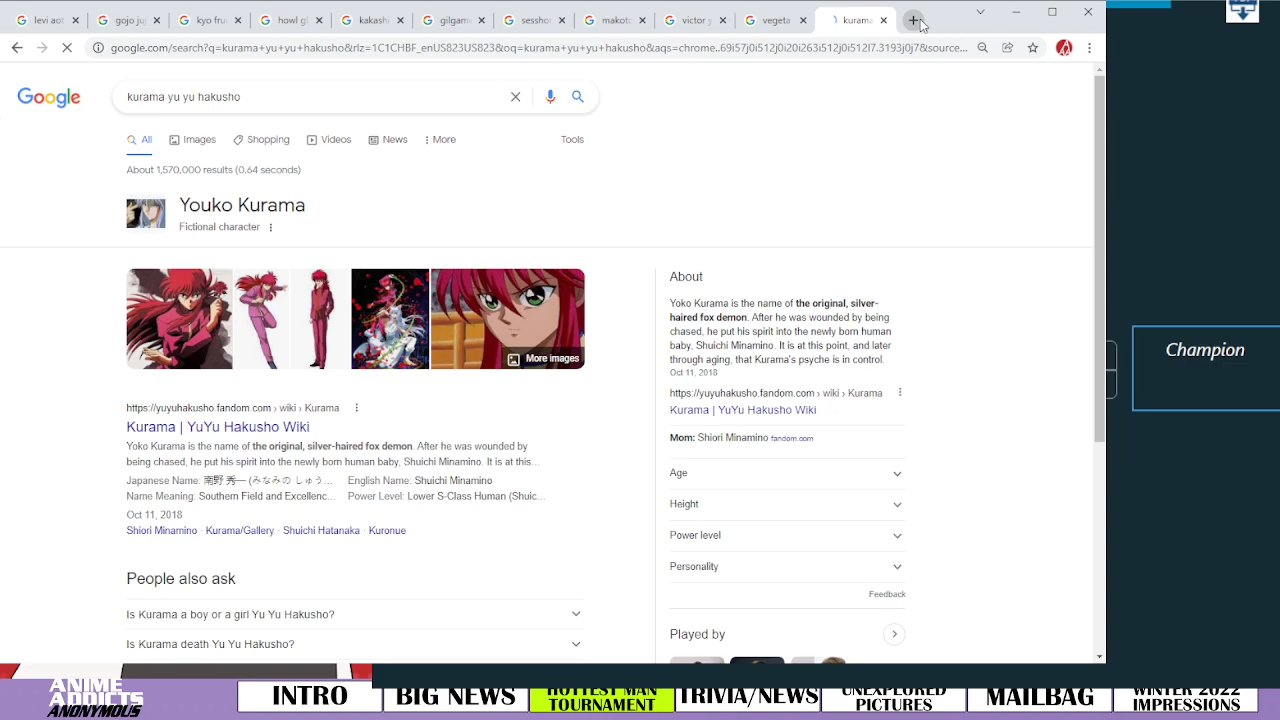 levi aot
gojo juj
kyo fru
howl gl
kakashi
gilgam
sessho
makot
victor y
veget
kurama
google.com/search?q=kurama+yu+yu+hakusho&rlz=1C1CHBF_enUS823US823&oq=kurama+yu+yu+hakusho&aqs=chrome..69i57j0i512j0i20i263i512j0i512l7.3193j0j7&source...
Google
kurama yu yu hakusho
All
Images
Shopping
Videos
News
More
Tools
About 1,570,000 results (0.64 seconds)
Youko Kurama
Fictional character
More images
https://yuyuhakusho.fandom.com › wiki › Kurama
Kurama | YuYu Hakusho Wiki
Yoko Kurama is the name of the original, silver-haired fox demon. After he was wounded by
being chased, he put his spirit into the newly born human baby, Shuichi Minamino. It is at this...
Japanese Name: 南野 秀一 (みなみの しゅう...
English Name: Shuichi Minamino
Name Meaning: Southern Field and Excellenc...
Power Level: Lower S-Class Human (Shuic...
Oct 11, 2018
Shiori Minamino · Kurama/Gallery · Shuichi Hatanaka · Kuronue
People also ask
Is Kurama a boy or a girl Yu Yu Hakusho?
Is Kurama death Yu Yu Hakusho?
About
Yoko Kurama is the name of the original, silver-
haired fox demon. After he was wounded by being
chased, he put his spirit into the newly born human
baby, Shuichi Minamino. It is at this point, and later
through aging, that Kurama's psyche is in control.
Oct 11, 2018
https://yuyuhakusho.fandom.com › wiki › Kurama
Kurama | YuYu Hakusho Wiki
Mom: Shiori Minamino fandom.com
Age
Height
Power level
Personality
Feedback
Played by
Champion
ANIME
ADDICTS
ANONYMOUS
INTRO
BIG NEWS
HOTTEST MAN
TOURNAMENT
TRIVIA/NEWS
UNEXPLORED
PICTURES
MAILBAG
WINTER 2022
IMPRESSIONS